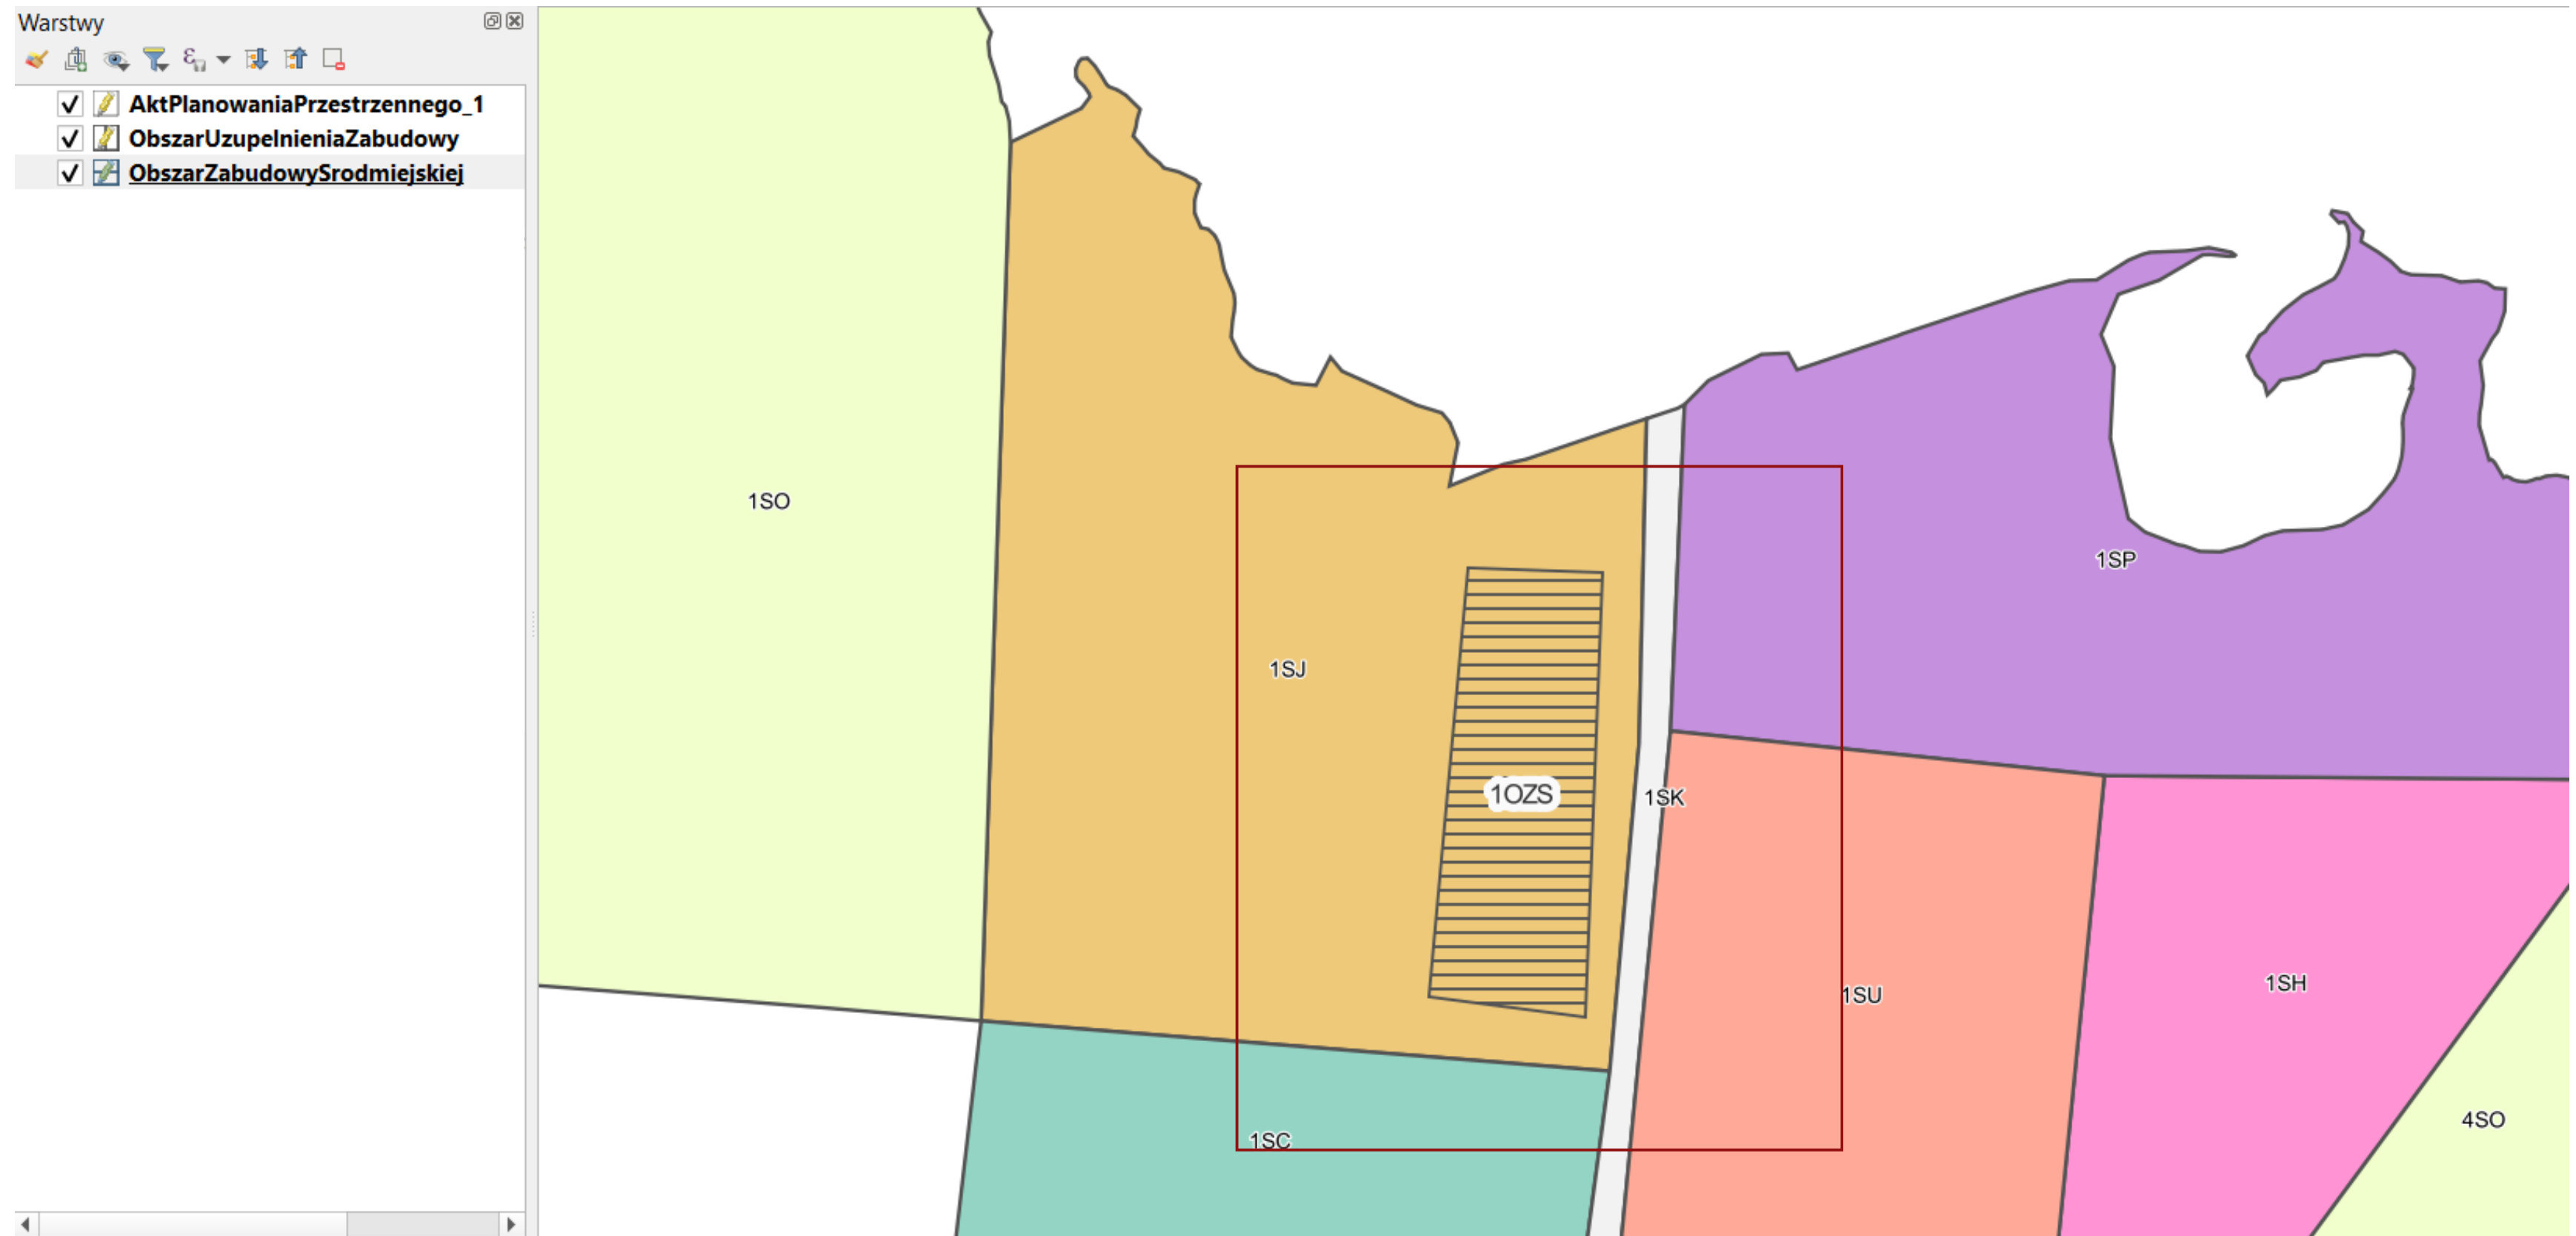 Warstwy
AktPlanowaniaPrzestrzennego_1
ObszarUzupelnieniaZabudowy
ObszarZabudowySrodmiejskiej
1SO
1SP
1SJ
1OZS
1SK
1SH
1SU
4SO
1SC